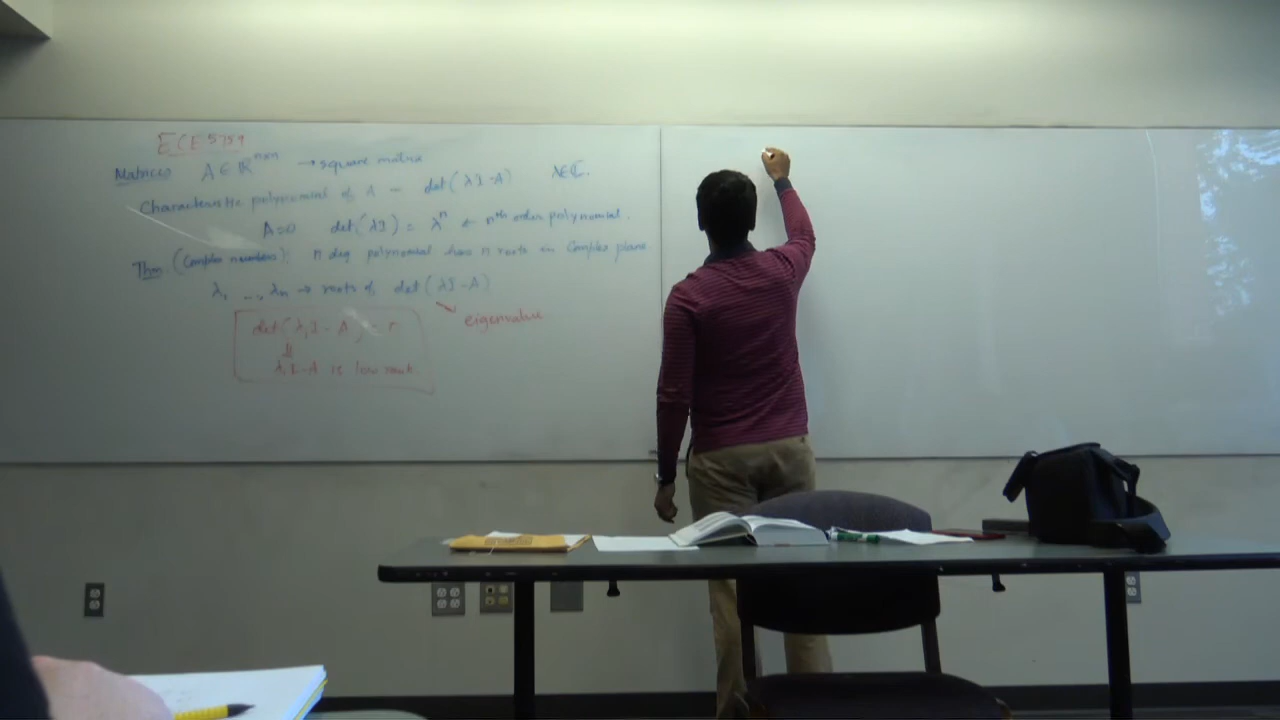 ECE 5759
Matrices A ∈ ℝ^{n×n} → square matrix
Characteristic polynomial of A = det(λI-A) λ∈ℂ.
A=0 det(λI) = λ^n ← n^th order polynomial.
Thm (Complex numbers): n deg polynomial has n roots in Complex plane
λ₁ ..., λn → roots of det(λI-A)
eigenvalue
det(λ₁I - A) =
⇓
λ₁I-A is low rank.